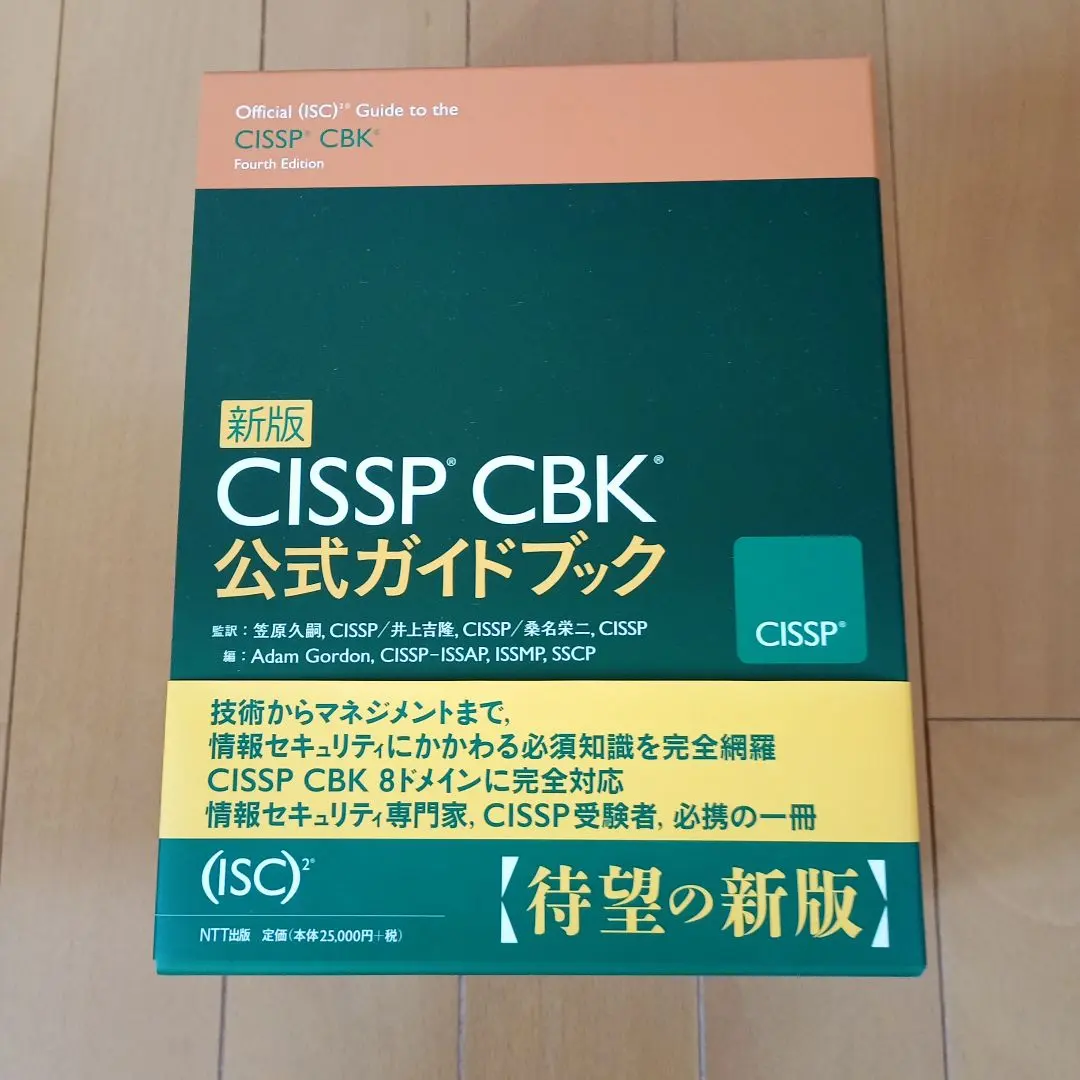 Official (ISC)²® Guide to the
CISSP® CBK®
Fourth Edition
新版
CISSP® CBK®
公式ガイドブック
CISSP®
監訳：笠原久嗣, CISSP／井上吉隆, CISSP／桑名栄二, CISSP
編：Adam Gordon, CISSP-ISSAP, ISSMP, SSCP
技術からマネジメントまで,
情報セキュリティにかかわる必須知識を完全網羅
CISSP CBK 8ドメインに完全対応
情報セキュリティ専門家, CISSP受験者, 必携の一冊
(ISC)²®
【待望の新版】
NTT出版 定価(本体25,000円+税)